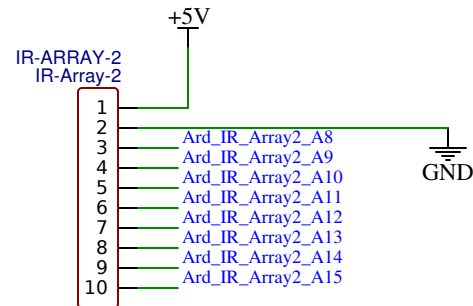 +5V
IR-ARRAY-2
IR-Array-2
1
2
3 Ard_IR_Array2_A8
4 Ard_IR_Array2_A9
5 Ard_IR_Array2_A10
6 Ard_IR_Array2_A11
7 Ard_IR_Array2_A12
8 Ard_IR_Array2_A13
9 Ard_IR_Array2_A14
10 Ard_IR_Array2_A15
GND